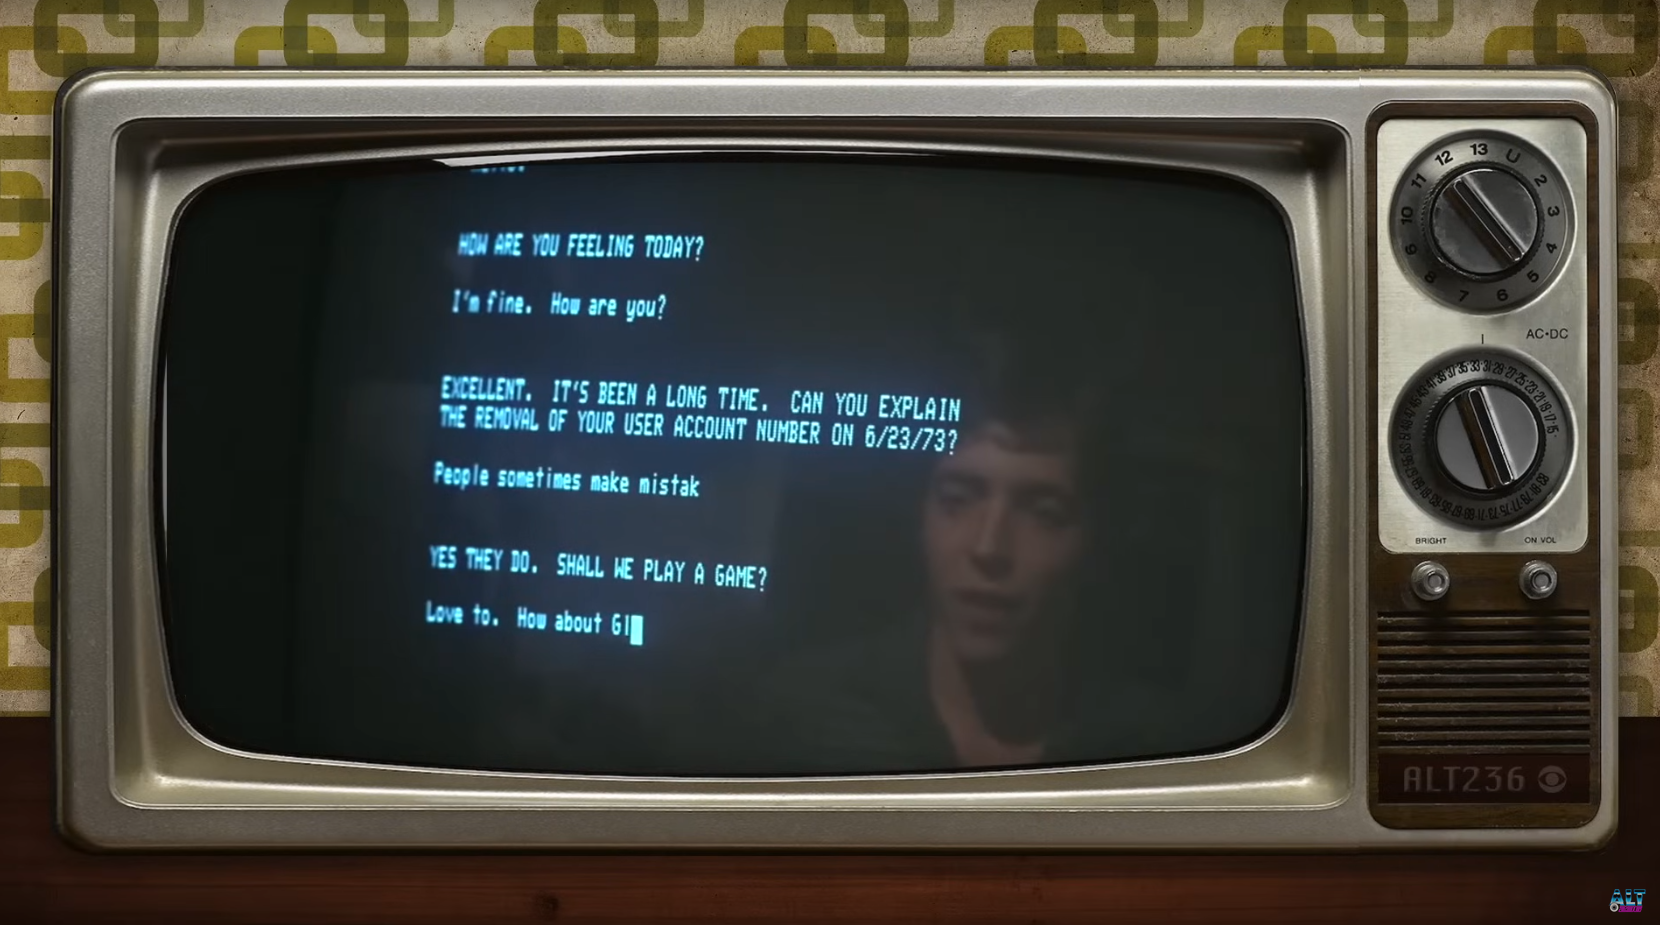 HOW ARE YOU FEELING TODAY?
I'm fine.  How are you?
EXCELLENT.  IT'S BEEN A LONG TIME.  CAN YOU EXPLAIN
THE REMOVAL OF YOUR USER ACCOUNT NUMBER ON 6/23/73?
People sometimes make mistak
YES THEY DO.  SHALL WE PLAY A GAME?
Love to.  How about Gl
12 13 U 2 3 4 5 6 7 8 6 10 11
AC•DC
BRIGHT
ON VOL
ALT236
ALT